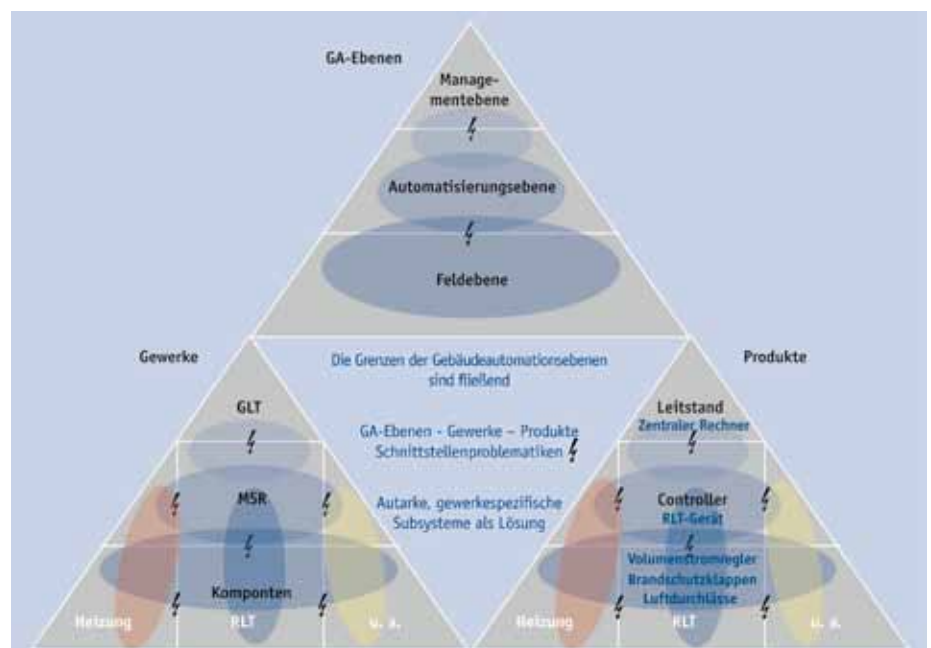 GA-Ebenen
Manage-
mentebene
Automatisierungsebene
Feldebene
Gewerke
Die Grenzen der Gebäudeautomationsebenen
sind fließend
Produkte
GLT
GA-Ebenen - Gewerke – Produkte
Schnittstellenproblematiken
Leitstand
Zentraler Rechner
MSR
Autarke, gewerkespezifische
Subsysteme als Lösung
Controller
RLT-Gerät
Komponten
Volumenstromregler
Brandschutzklappen
Luftdurchlässe
Heizung RLT u. a.
Heizung RLT u. a.